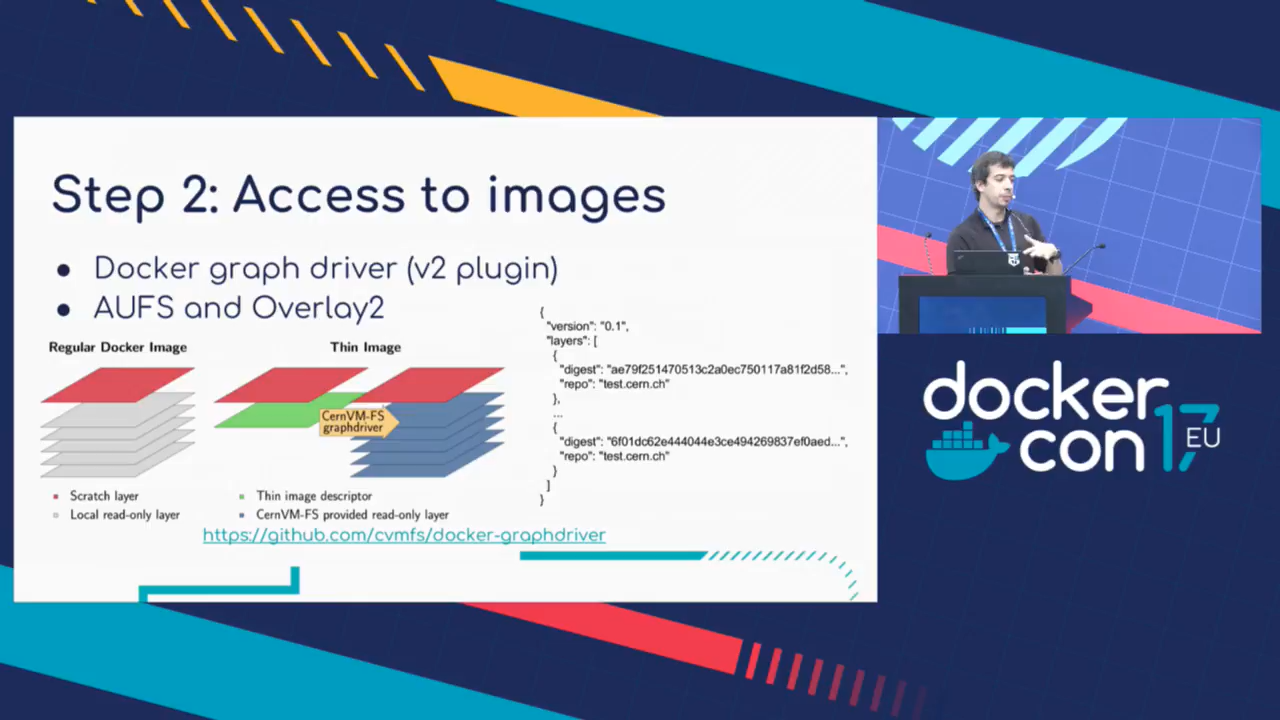 Step 2: Access to images
● Docker graph driver (v2 plugin)
● AUFS and Overlay2
Regular Docker Image
Thin Image
CernVM-FS
graphdriver
Scratch layer
Local read-only layer
Thin image descriptor
CernVM-FS provided read-only layer
{
"version": "0.1",
"layers": [
{
"digest": "ae79f251470513c2a0ec750117a81f2d58...",
"repo": "test.cern.ch"
},
...
{
"digest": "6f01dc62e444044e3ce494269837ef0aed...",
"repo": "test.cern.ch"
}
]
}
https://github.com/cvmfs/docker-graphdriver
docker
con 17 EU